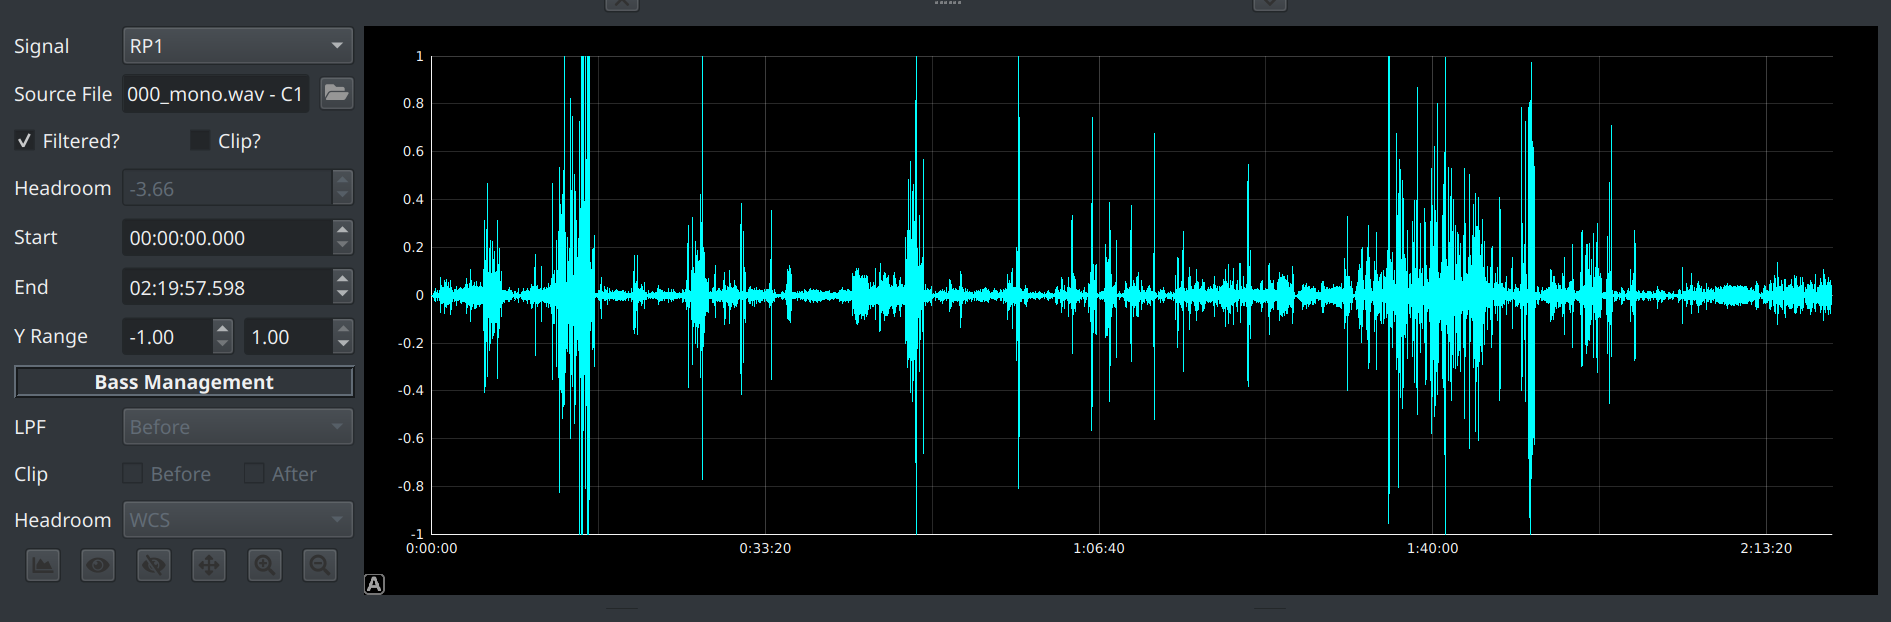 Signal RP1
Source File 000_mono.wav - C1
Filtered? Clip?
Headroom -3.66
Start 00:00:00.000
End 02:19:57.598
Y Range -1.00 1.00
Bass Management
LPF Before
Clip Before After
Headroom WCS
1
0.8
0.6
0.4
0.2
0
-0.2
-0.4
-0.6
-0.8
-1
0:00:00 0:33:20 1:06:40 1:40:00 2:13:20
A